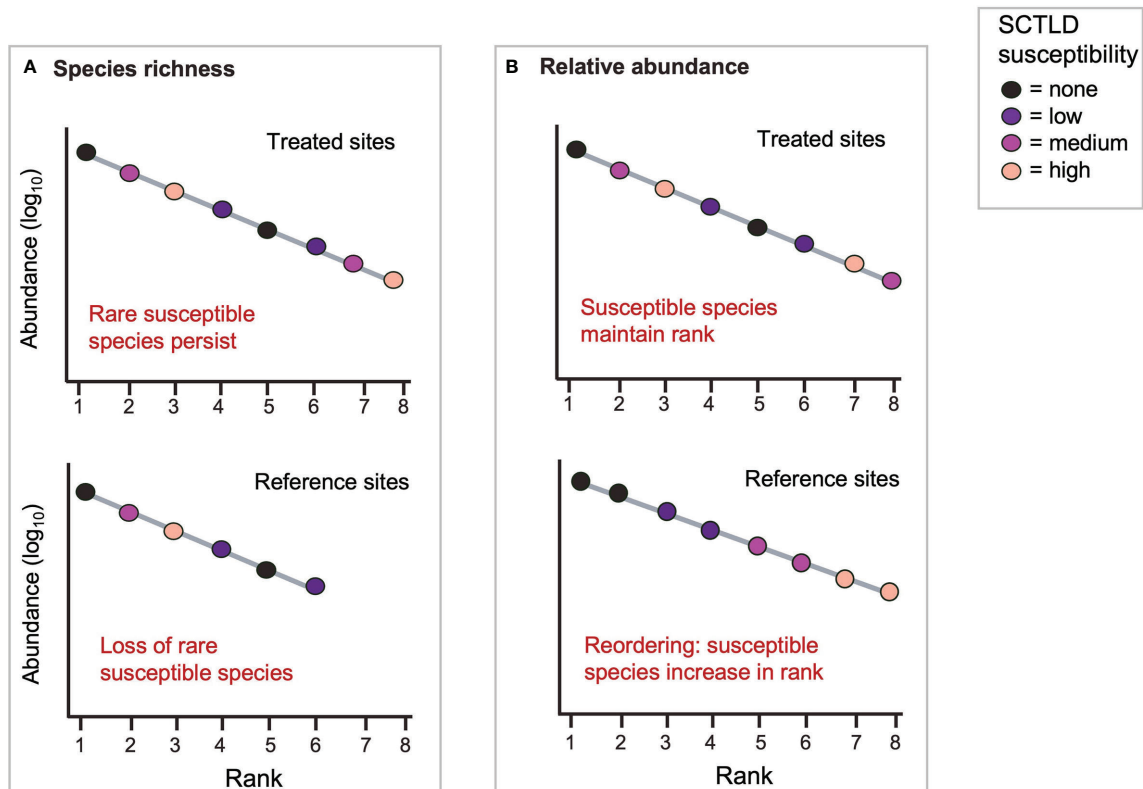 A Species richness
Treated sites
Abundance (log10)
Rare susceptible
species persist
1 2 3 4 5 6 7 8
Reference sites
Abundance (log10)
Loss of rare
susceptible species
1 2 3 4 5 6 7 8
Rank
B Relative abundance
Treated sites
Susceptible species
maintain rank
1 2 3 4 5 6 7 8
Reference sites
Reordering: susceptible
species increase in rank
1 2 3 4 5 6 7 8
Rank
SCTLD
susceptibility
= none
= low
= medium
= high